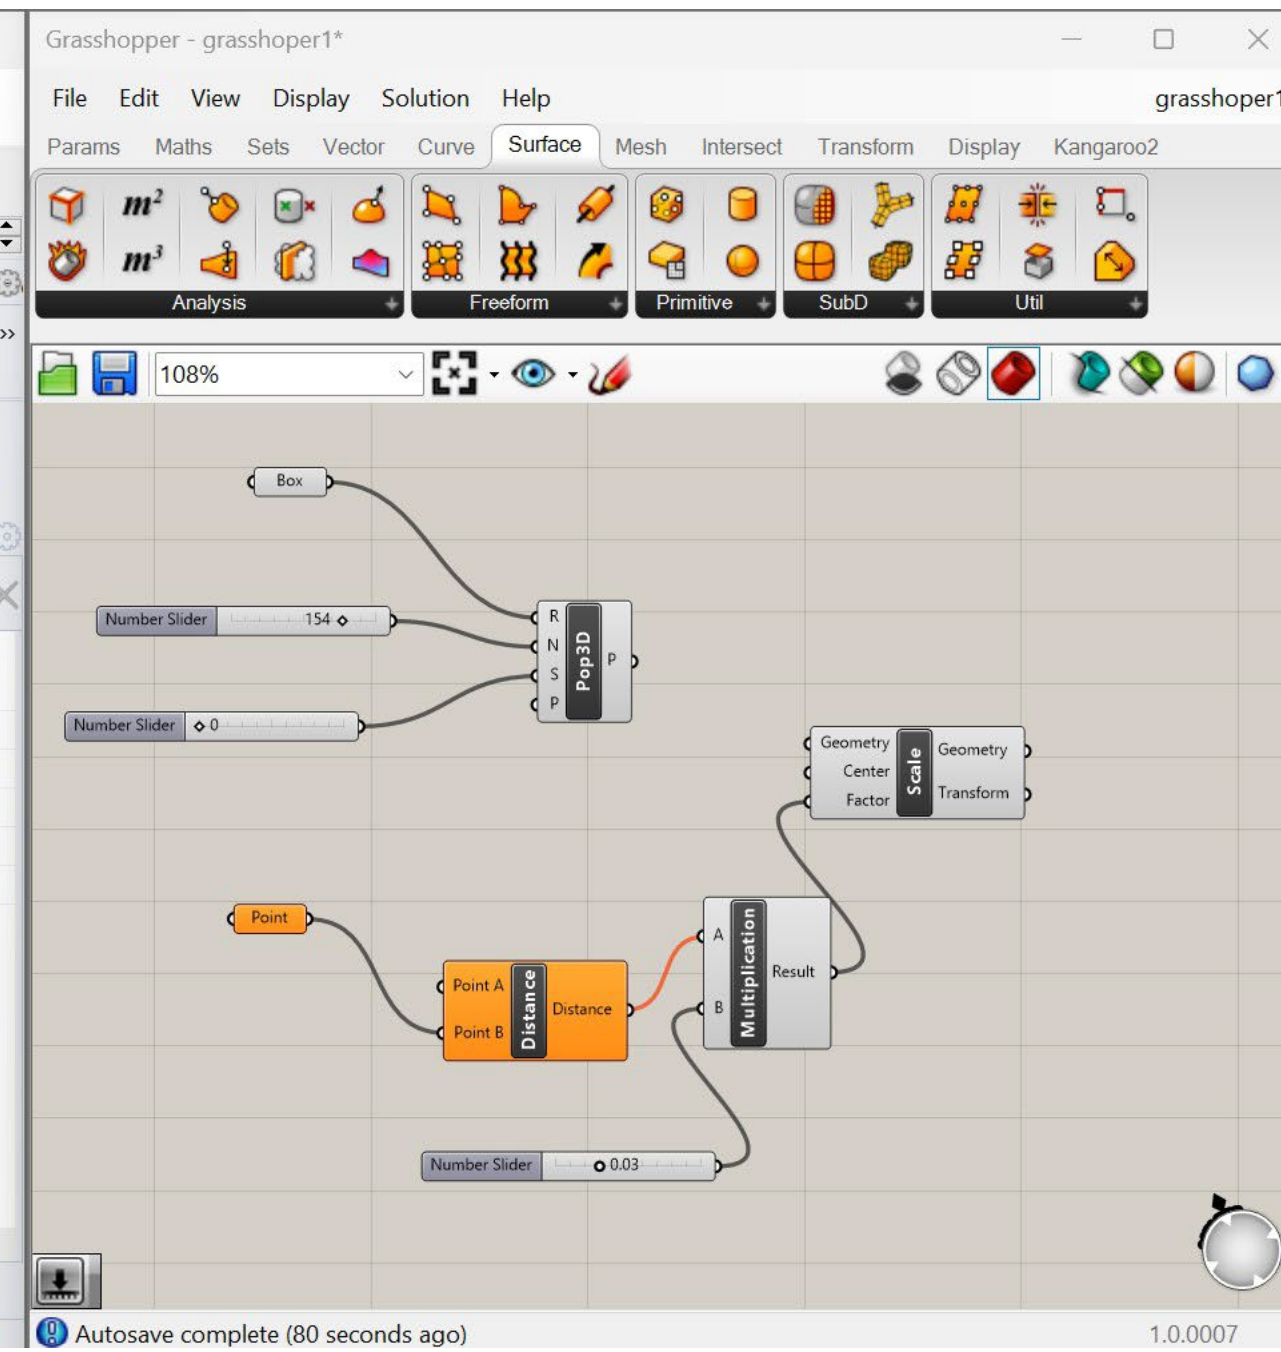 Grasshopper - grasshoper1*
File Edit View Display Solution Help grasshoper1
Params Maths Sets Vector Curve Surface Mesh Intersect Transform Display Kangaroo2
m²
m³
Analysis Freeform Primitive SubD Util
»
108%
Box
Number Slider 154
R
N
S
P
Pop3D
P
Number Slider 0
Geometry
Center
Factor
Scale
Geometry
Transform
Point
Point A
Point B
Distance
Distance
A
B
Multiplication
Result
Number Slider 0.03
Autosave complete (80 seconds ago) 1.0.0007